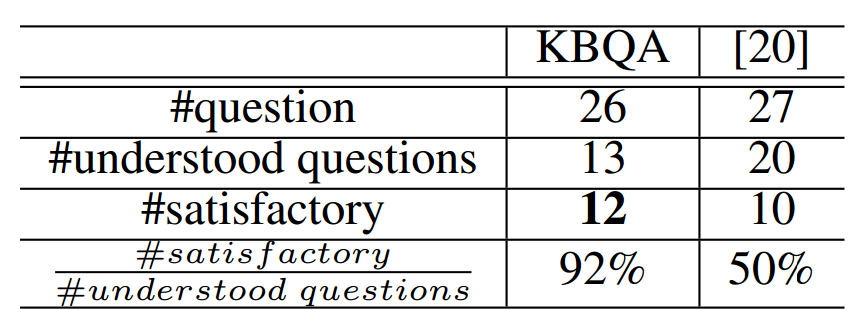 KBQA [20]
#question 26 27
#understood questions 13 20
#satisfactory 12 10
#satisfactory
#understood questions 92% 50%